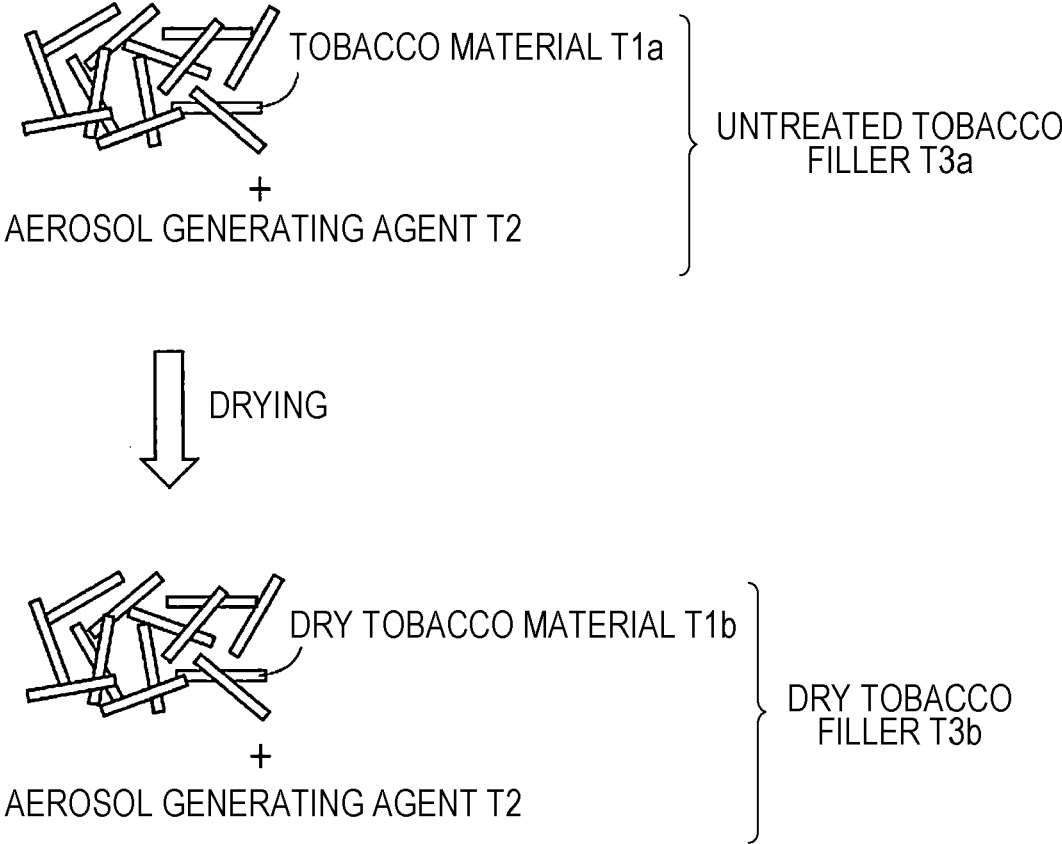 TOBACCO MATERIAL T1a
UNTREATED TOBACCO
FILLER T3a
+
AEROSOL GENERATING AGENT T2
DRYING
DRY TOBACCO MATERIAL T1b
DRY TOBACCO
FILLER T3b
+
AEROSOL GENERATING AGENT T2